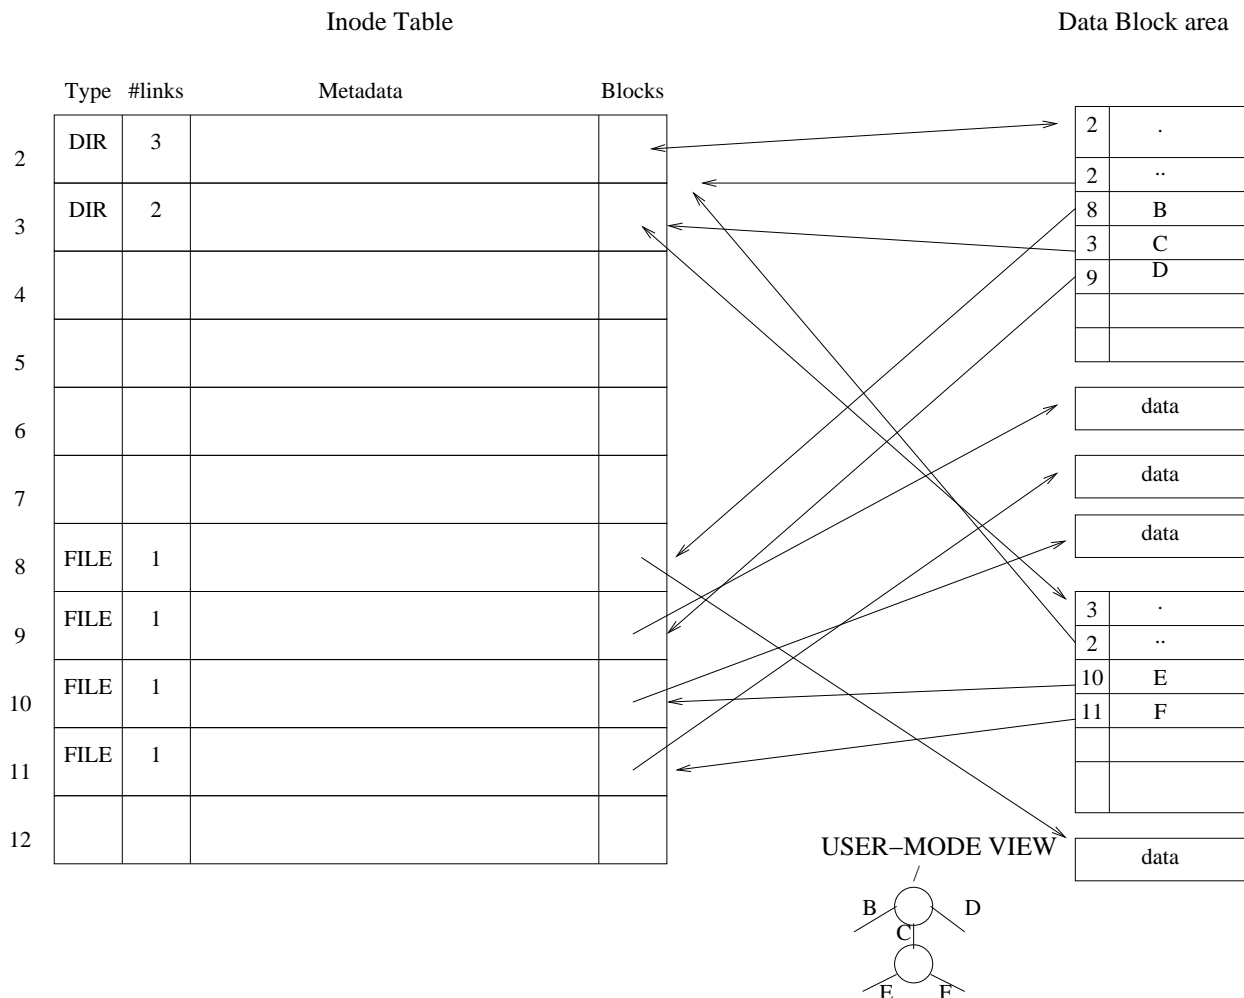 Inode Table
Data Block area
Type #links Metadata Blocks
2 DIR 3
3 DIR 2
4
5
6
7
8 FILE 1
9 FILE 1
10 FILE 1
11 FILE 1
12
2 .
2 ..
8 B
3 C
9 D
data
data
data
3 .
2 ..
10 E
11 F
data
USER−MODE VIEW
/
B D
C
E F